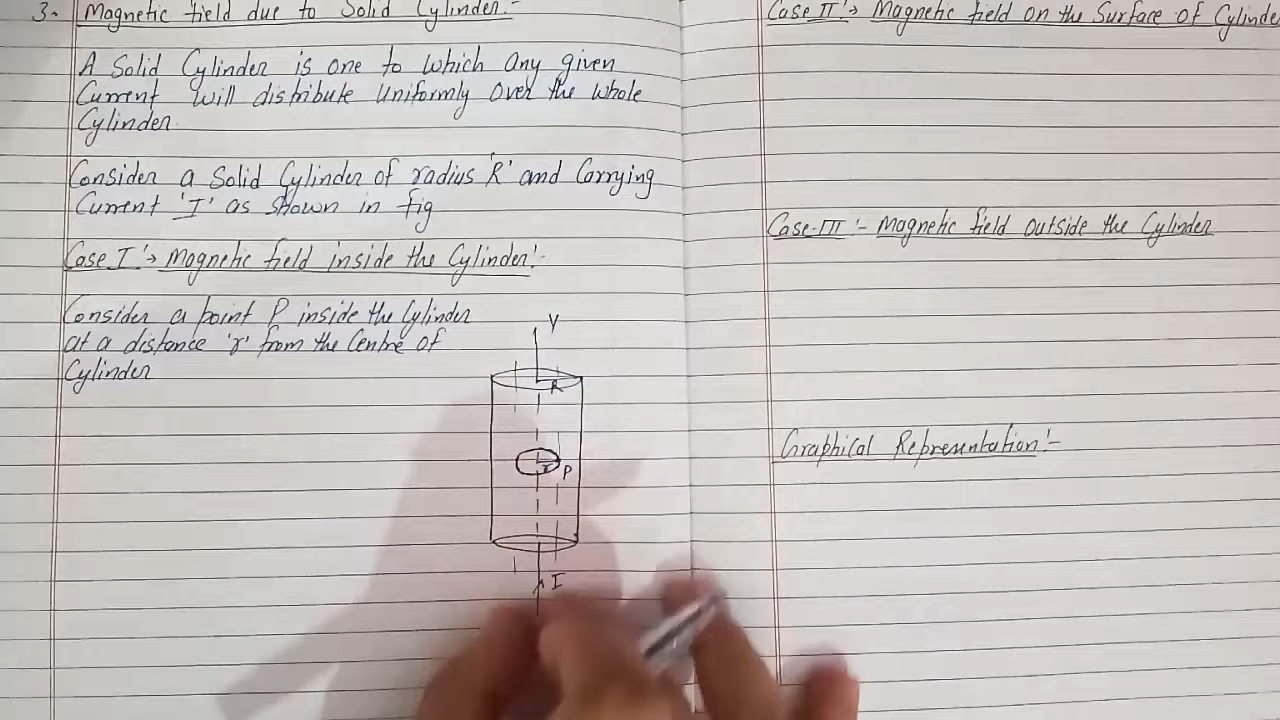 3. Magnetic field due to Solid Cylinder:-
A Solid Cylinder is one to which any given
Current will distribute uniformly over the whole
Cylinder.
Consider a Solid Cylinder of radius 'R' and Carrying
Current 'I' as shown in fig
Case I :→ Magnetic field inside the Cylinder:-
Consider a point P inside the Cylinder
at a distance 'r' from the Centre of
Cylinder
Y
R
r
P
I
Case II :→ Magnetic field on the Surface of Cylinde
Case-III :- Magnetic field outside the Cylinder
Graphical Representation:-